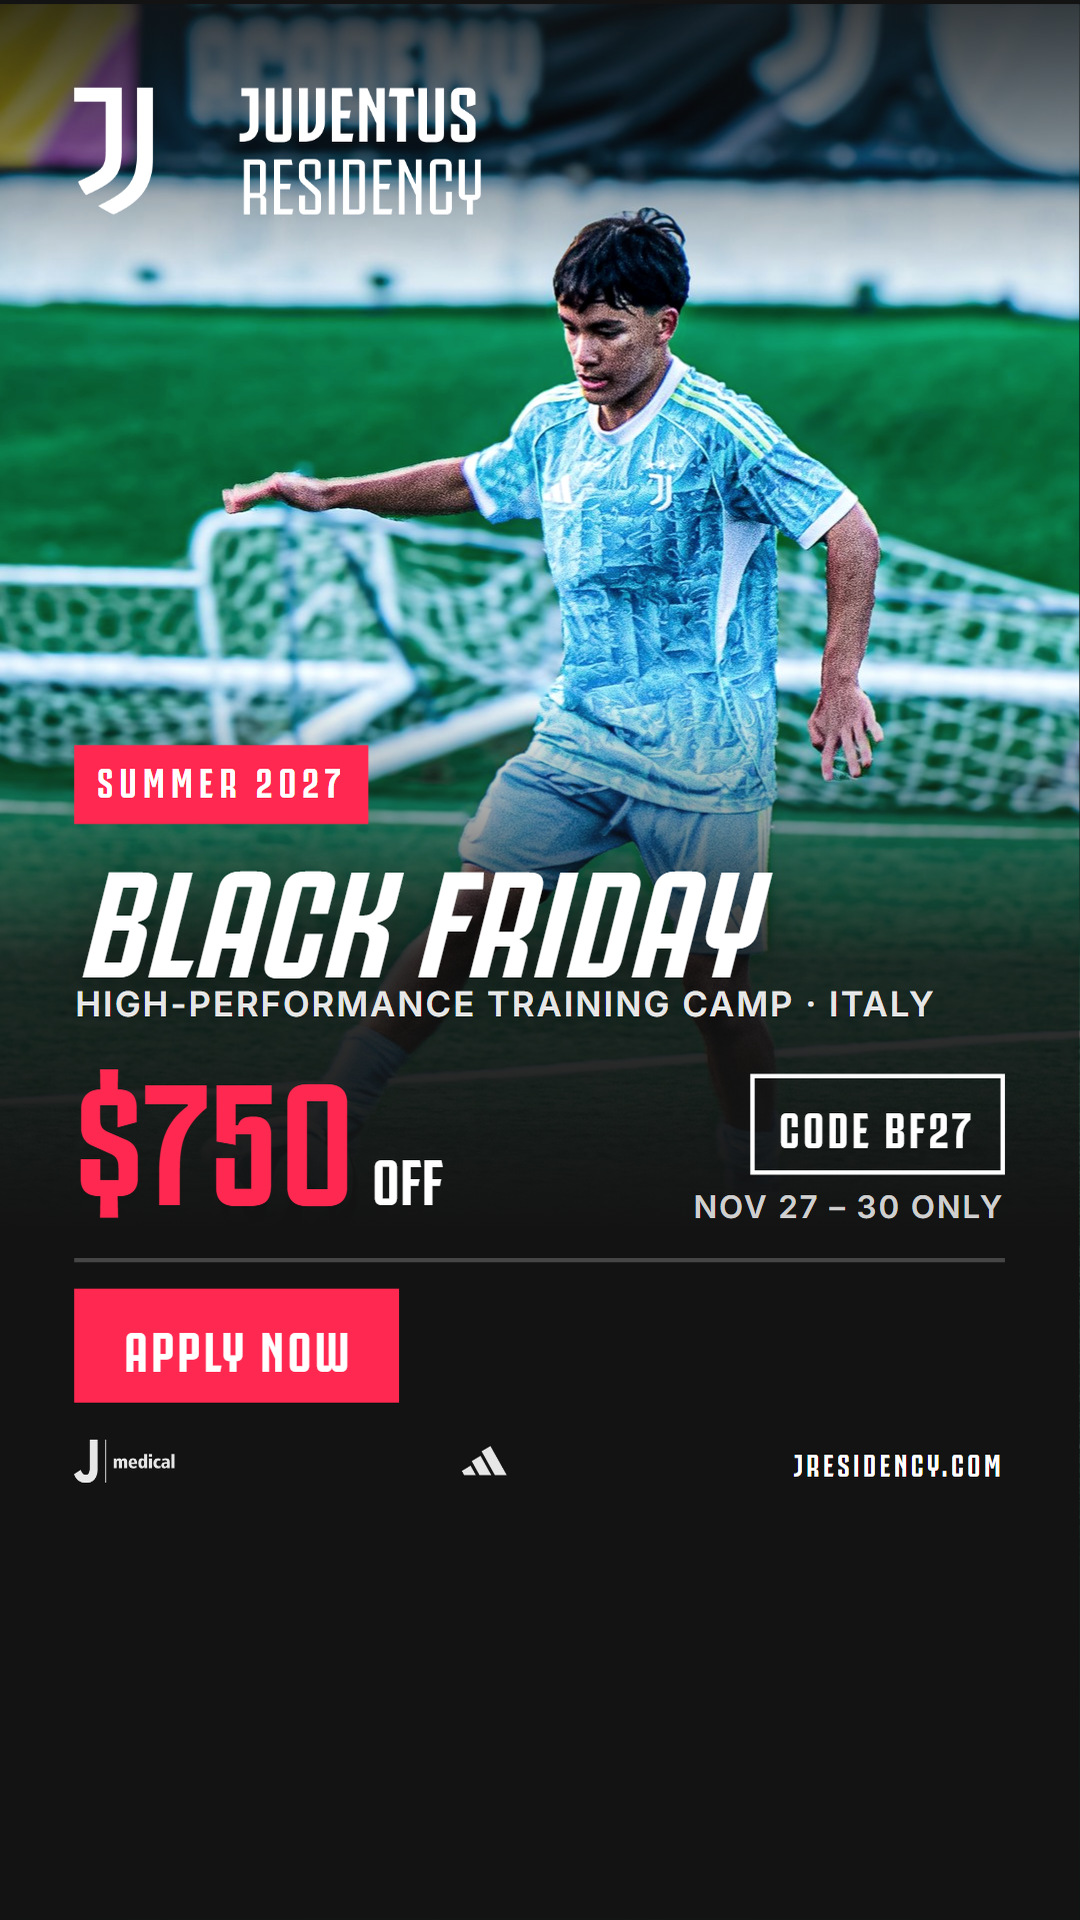 ACADEMY
JUVENTUS
RESIDENCY
SUMMER 2027
BLACK FRIDAY
HIGH-PERFORMANCE TRAINING CAMP · ITALY
$750 OFF
CODE BF27
NOV 27 – 30 ONLY
APPLY NOW
J medical
JRESIDENCY.COM